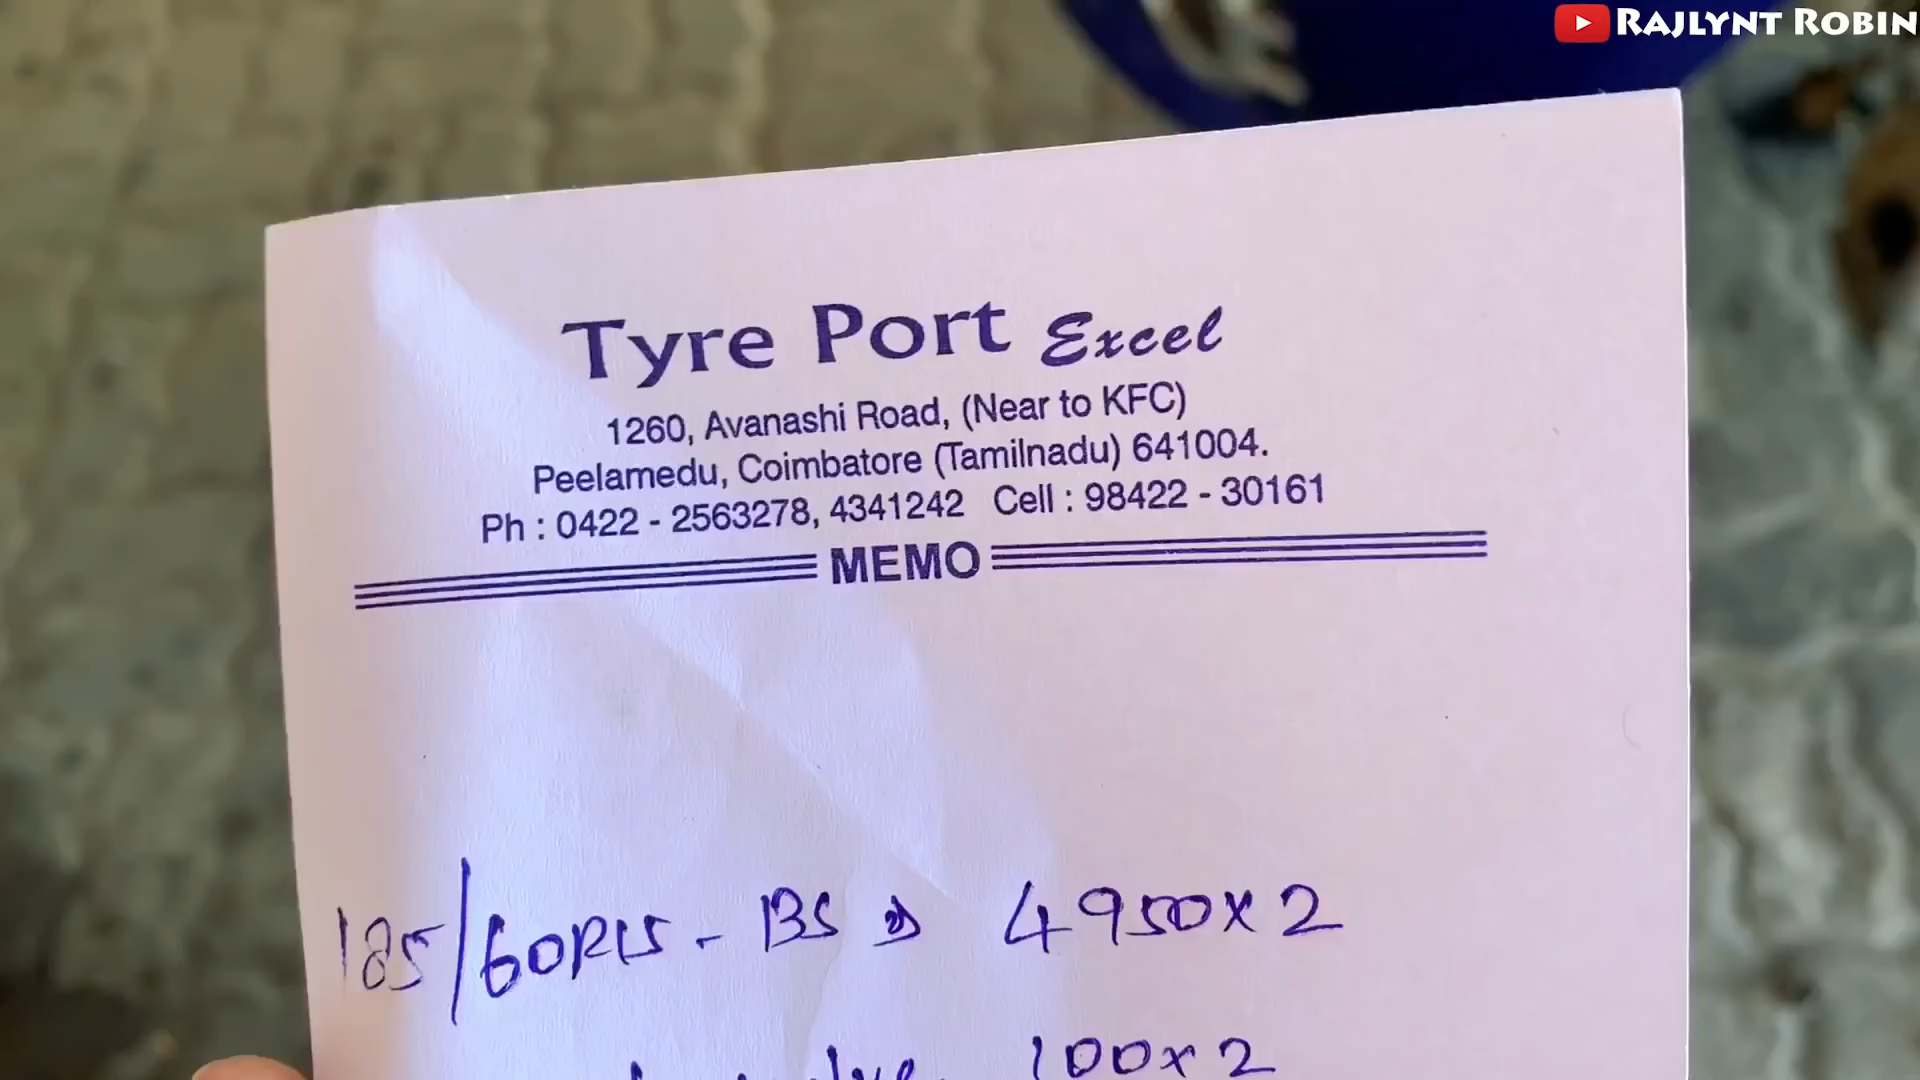 RAJLYNT ROBIN
Tyre Port Excel
1260, Avanashi Road, (Near to KFC)
Peelamedu, Coimbatore (Tamilnadu) 641004.
Ph : 0422 - 2563278, 4341242 Cell : 98422 - 30161
MEMO
185/60R15 - BS 4950x2
100x2